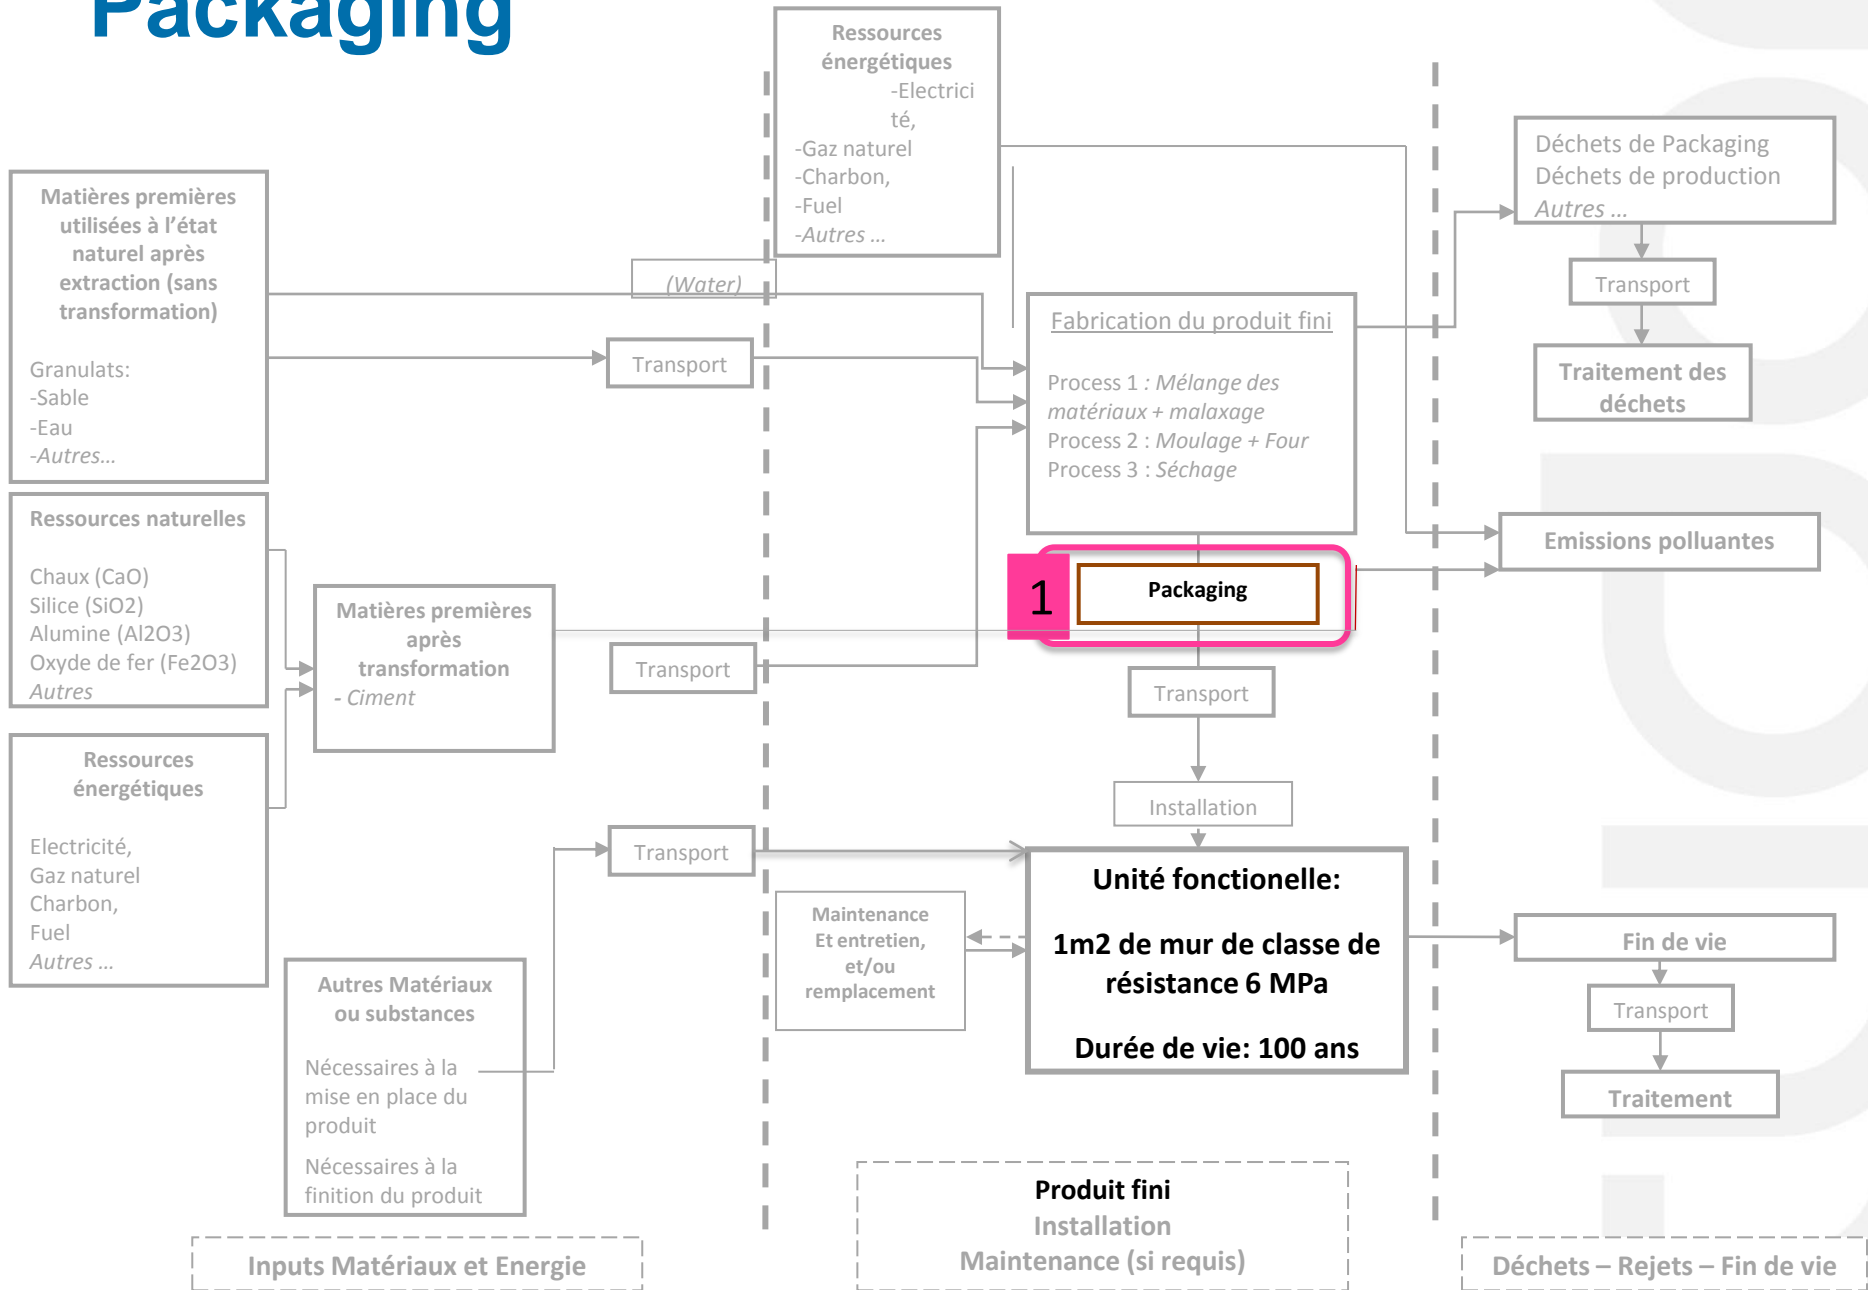 Packaging
Ressources
énergétiques
-Electrici
té,
-Gaz naturel
-Charbon,
-Fuel
-Autres ...
Matières premières
utilisées à l'état
naturel après
extraction (sans
transformation)
Granulats:
-Sable
-Eau
-Autres...
(Water)
Transport
Fabrication du produit fini
Process 1 : Mélange des
matériaux + malaxage
Process 2 : Moulage + Four
Process 3 : Séchage
Déchets de Packaging
Déchets de production
Autres ...
Transport
Traitement des
déchets
Ressources naturelles
Chaux (CaO)
Silice (SiO2)
Alumine (Al2O3)
Oxyde de fer (Fe2O3)
Autres
Matières premières
après
transformation
- Ciment
Transport
1
Packaging
Emissions polluantes
Transport
Installation
Ressources
énergétiques
Electricité,
Gaz naturel
Charbon,
Fuel
Autres ...
Transport
Autres Matériaux
ou substances
Nécessaires à la
mise en place du
produit
Nécessaires à la
finition du produit
Maintenance
Et entretien,
et/ou
remplacement
Unité fonctionelle:
1m2 de mur de classe de
résistance 6 MPa
Durée de vie: 100 ans
Fin de vie
Transport
Traitement
Inputs Matériaux et Energie
Produit fini
Installation
Maintenance (si requis)
Déchets – Rejets – Fin de vie